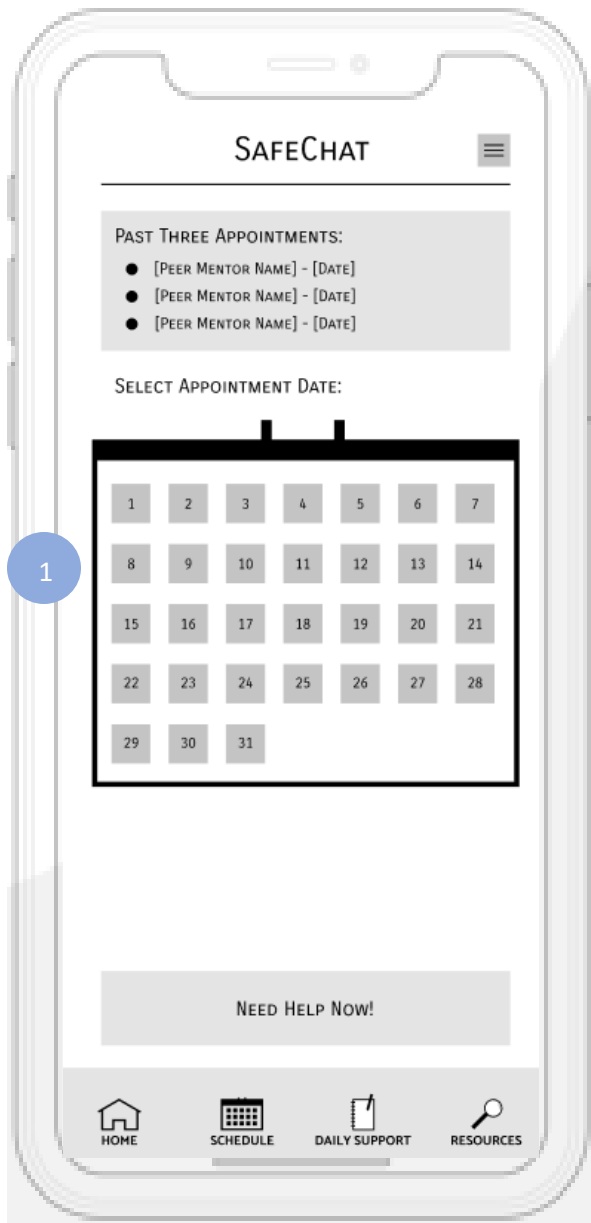 SafeChat
Past Three Appointments:
● [Peer Mentor Name] - [Date]
● [Peer Mentor Name] - [Date]
● [Peer Mentor Name] - [Date]
Select Appointment Date:
1 2 3 4 5 6 7
1
8 9 10 11 12 13 14
15 16 17 18 19 20 21
22 23 24 25 26 27 28
29 30 31
Need Help Now!
HOME SCHEDULE DAILY SUPPORT RESOURCES